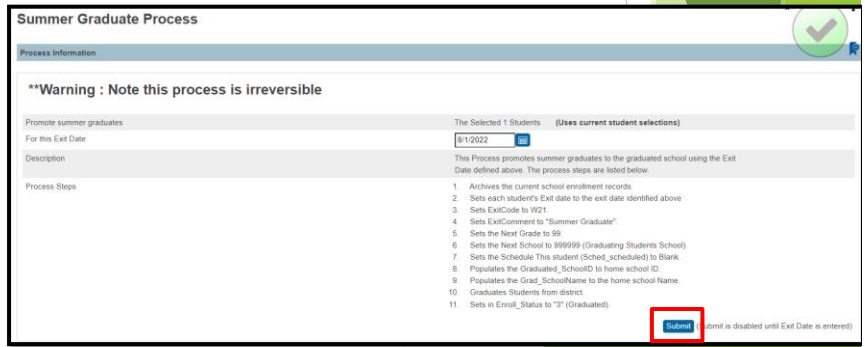 Summer Graduate Process
Process Information
**Warning : Note this process is irreversible
Promote summer graduates The Selected 1 Students (Uses current student selections)
For this Exit Date 8/1/2022
Description This Process promotes summer graduates to the graduated school using the Exit
Date defined above. The process steps are listed below.
Process Steps 1. Archives the current school enrollment records.
2. Sets each student's Exit date to the exit date identified above
3. Sets ExitCode to W21.
4. Sets ExitComment to "Summer Graduate".
5. Sets the Next Grade to 99.
6. Sets the Next School to 999999 (Graduating Students School).
7. Sets the Schedule This student (Sched_scheduled) to Blank.
8. Populates the Graduated_SchoolID to home school ID.
9. Populates the Grad_SchoolName to the home school Name.
10. Graduates Students from district.
11. Sets in Enroll_Status to "3" (Graduated).
Submit (Submit is disabled until Exit Date is entered)